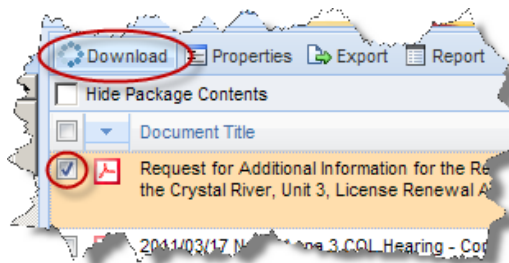 Download Properties Export Report
Hide Package Contents
Document Title
Request for Additional Information for the Re
the Crystal River, Unit 3, License Renewal A
2011/03/17 3 COL Hearing